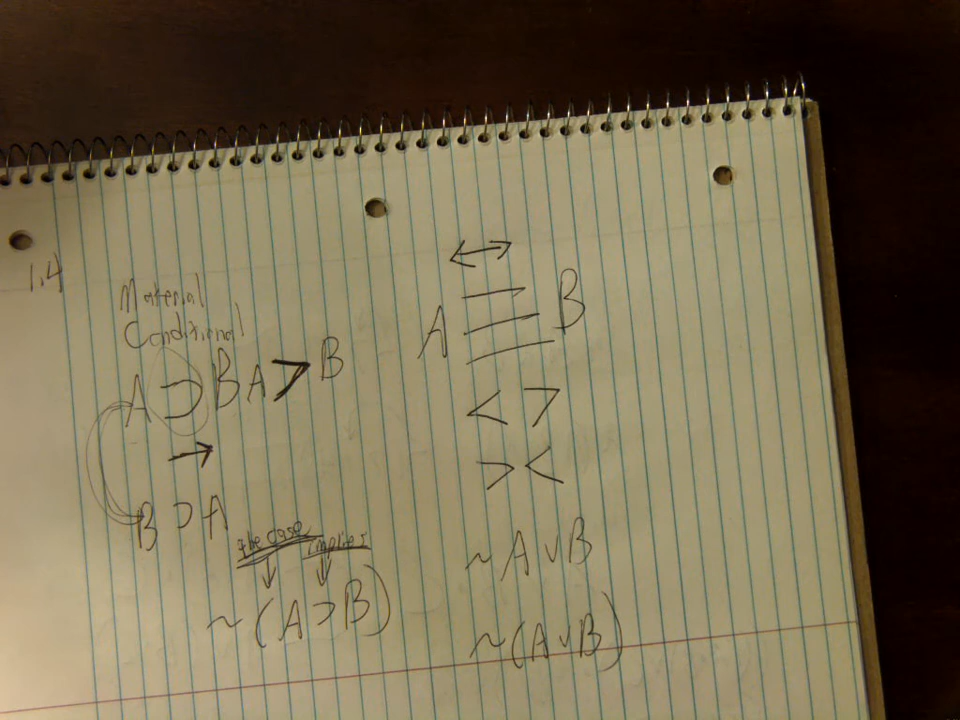 1.4
Material
Conditional
A ⊃ B A > B
→
B ⊃ A
the case implies
↓ ↓
~(A ⊃ B)
↔
A ≡ B
< >
> <
~A v B
~(A v B)